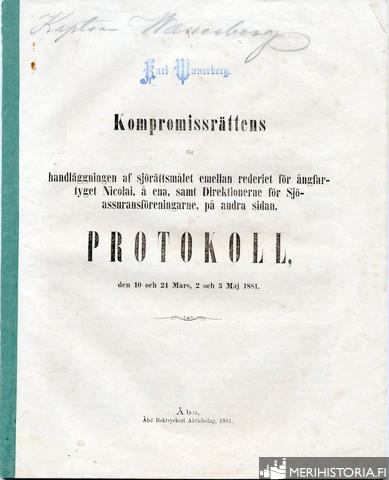 Kapten Wænerberg
Karl Wænerberg.
Kompromissrättens
för
handläggningen af sjörättsmålet emellan rederiet för ångfar-
tyget Nicolai, å ena, samt Direktionerne för Sjö-
assuransföreningarne, på andra sidan,
PROTOKOLL,
den 10 och 24 Mars, 2 och 3 Maj 1881.
Åbo,
Åbo Boktryckeri Aktiebolag, 1881.
MERIHISTORIA.FI